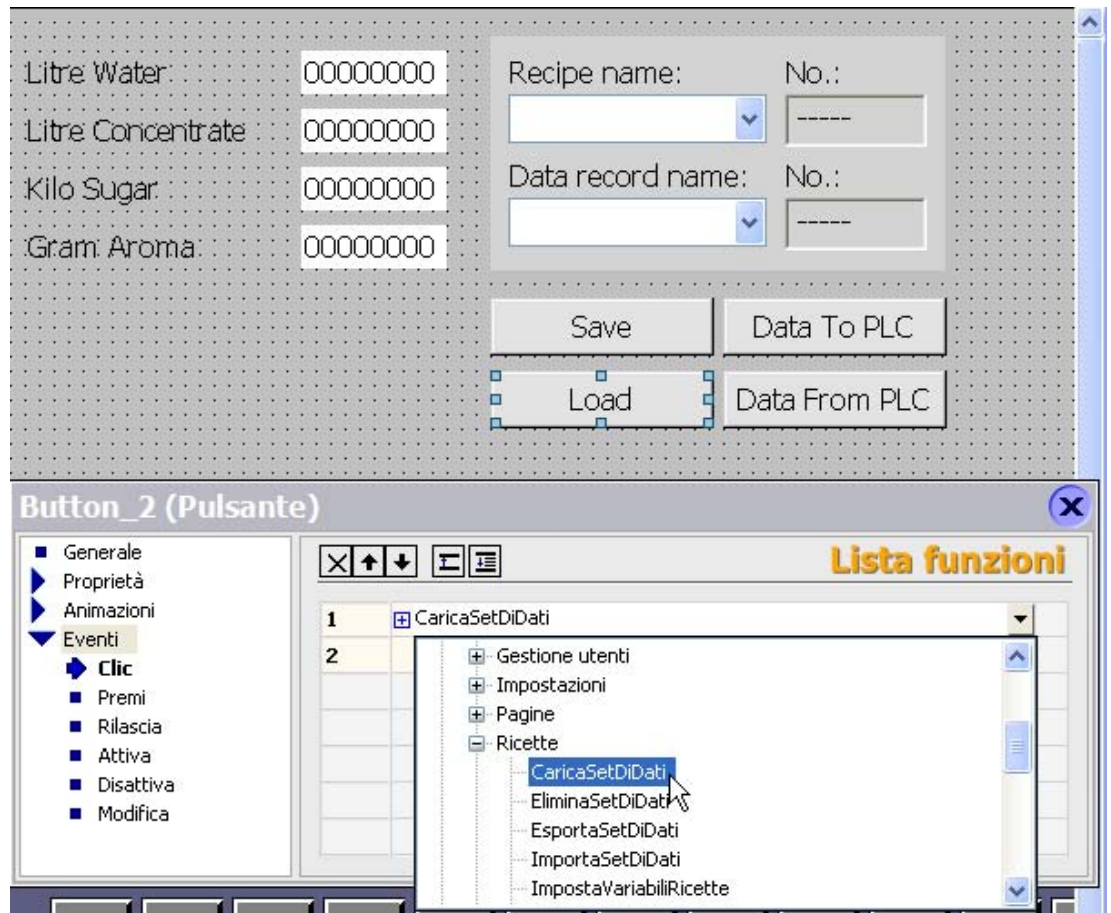 Litre Water: 00000000
Litre Concentrate 00000000
Kilo Sugar 00000000
Gram Aroma 00000000
Recipe name: No.:
-----
Data record name: No.:
-----
Save Data To PLC
Load Data From PLC
Button_2 (Pulsante)
Generale
Proprietà
Animazioni
Eventi
Clic
Premi
Rilascia
Attiva
Disattiva
Modifica
Lista funzioni
1 CaricaSetDiDati
2
Gestione utenti
Impostazioni
Pagine
Ricette
CaricaSetDiDati
EliminaSetDiDati
EsportaSetDiDati
ImportaSetDiDati
ImpostaVariabiliRicette